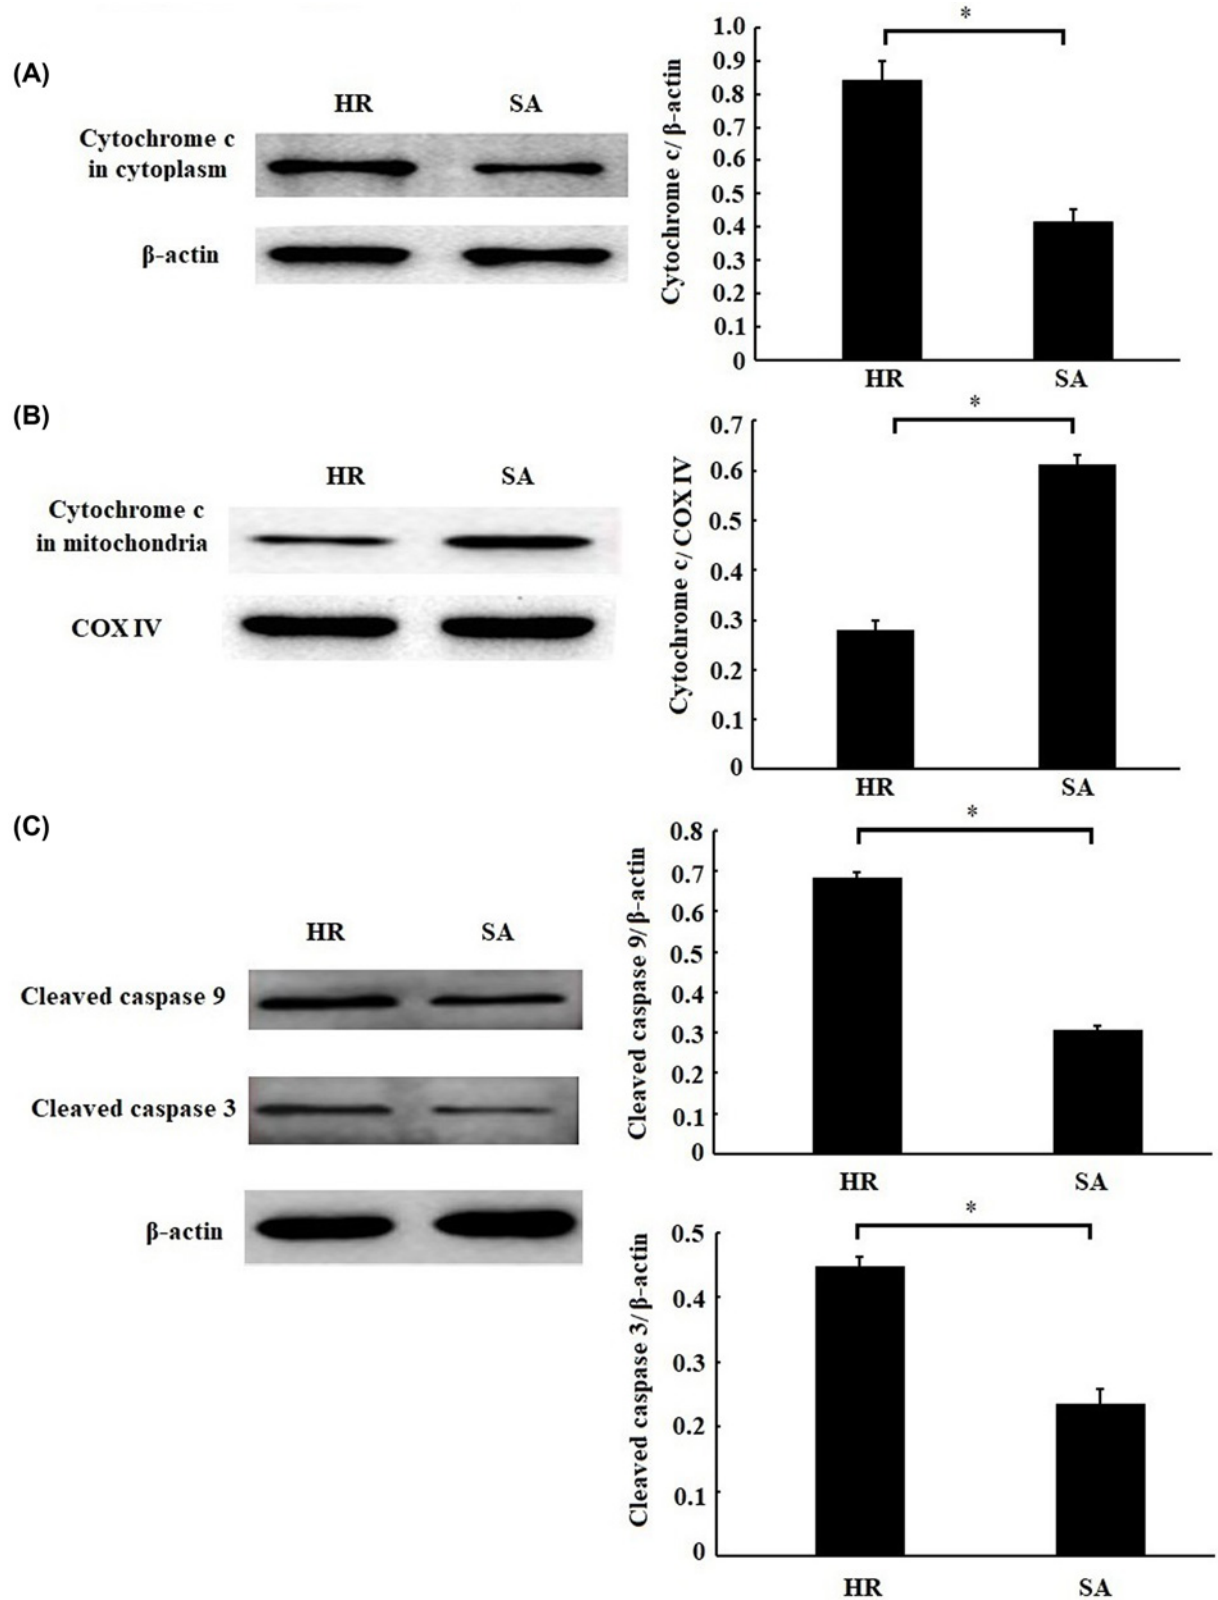 (A)
HR SA
Cytochrome c
in cytoplasm
β-actin
Cytochrome c/ β-actin
1.0
0.9
0.8
0.7
0.6
0.5
0.4
0.3
0.2
0.1
0
*
HR SA
(B)
HR SA
Cytochrome c
in mitochondria
COX IV
Cytochrome c/ COX IV
0.7
0.6
0.5
0.4
0.3
0.2
0.1
0
*
HR SA
(C)
HR SA
Cleaved caspase 9
Cleaved caspase 3
β-actin
Cleaved caspase 9/ β-actin
0.8
0.7
0.6
0.5
0.4
0.3
0.2
0.1
0
*
HR SA
Cleaved caspase 3/ β-actin
0.5
0.4
0.3
0.2
0.1
0
*
HR SA